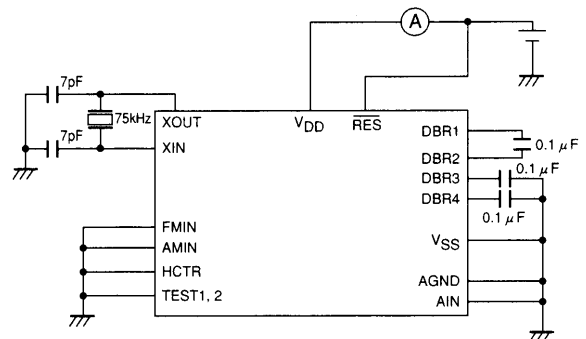 A
7pF
75kHz
7pF
XOUT
XIN
VDD
RES
DBR1
DBR2
DBR3
DBR4
0.1 μF
0.1 μF
0.1 μF
FMIN
AMIN
HCTR
TEST1, 2
VSS
AGND
AIN